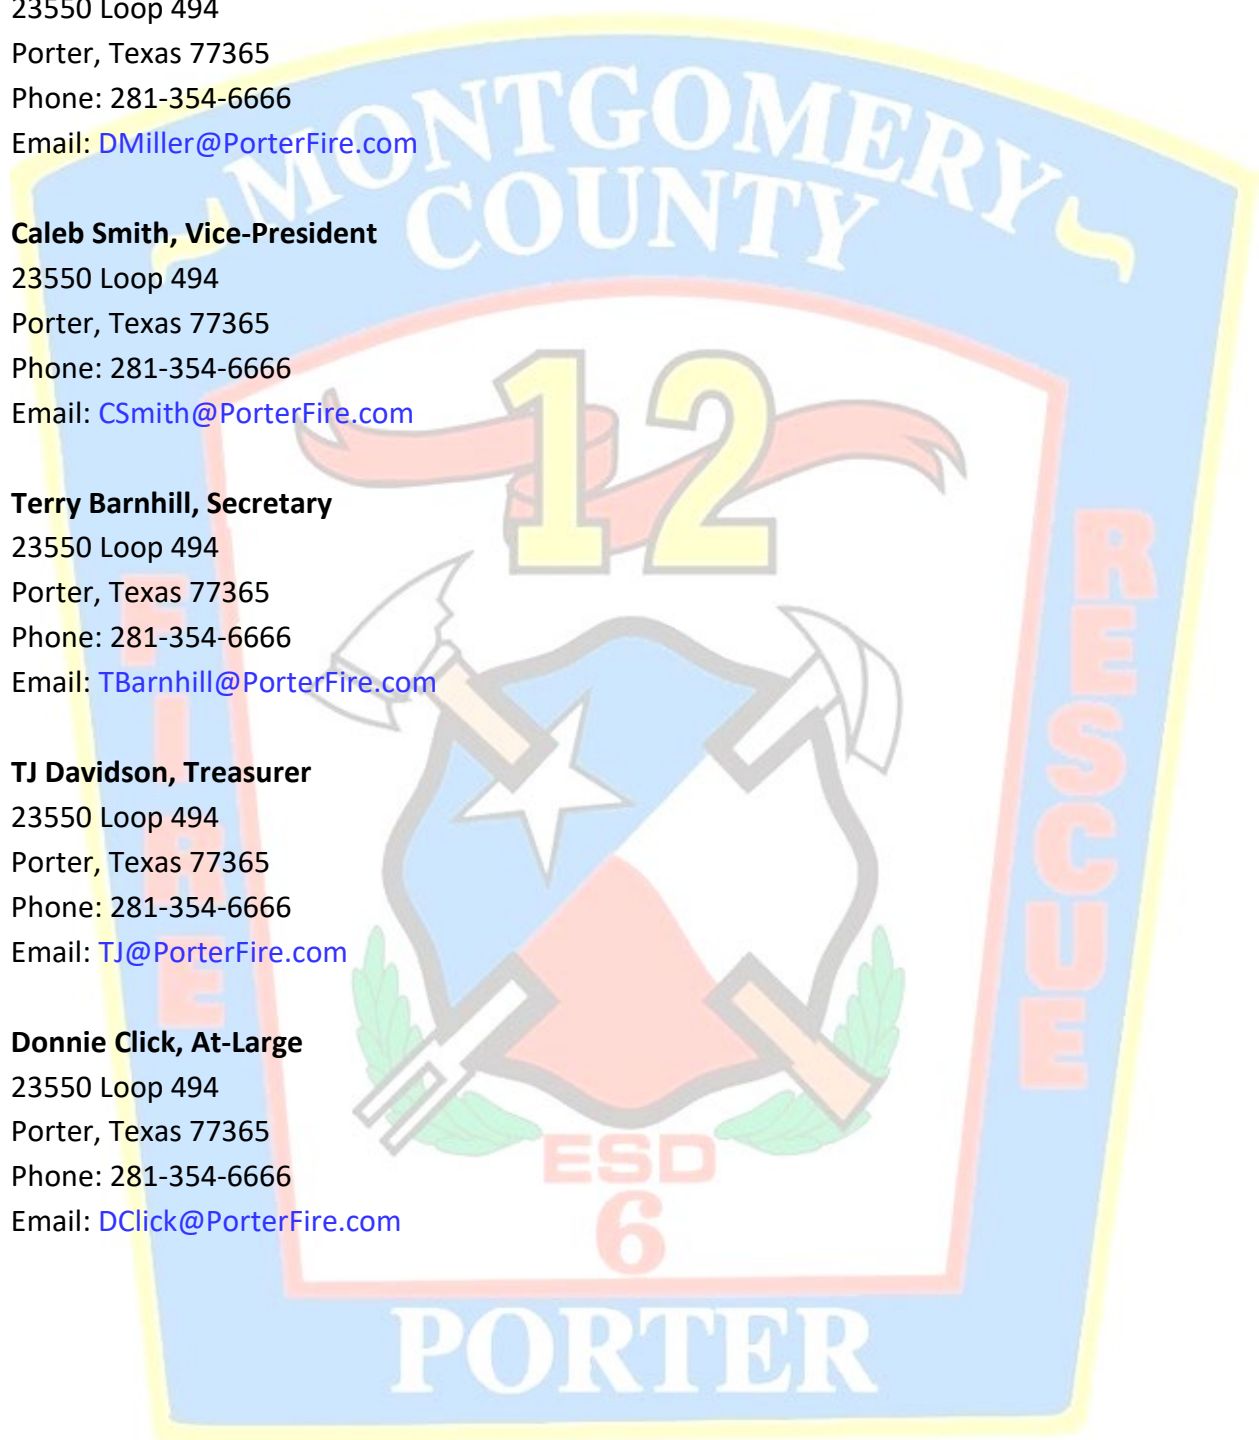 23550 Loop 494
Porter, Texas 77365
Phone: 281-354-6666
Email: DMiller@PorterFire.com
Caleb Smith, Vice-President
23550 Loop 494
Porter, Texas 77365
Phone: 281-354-6666
Email: CSmith@PorterFire.com
Terry Barnhill, Secretary
23550 Loop 494
Porter, Texas 77365
Phone: 281-354-6666
Email: TBarnhill@PorterFire.com
TJ Davidson, Treasurer
23550 Loop 494
Porter, Texas 77365
Phone: 281-354-6666
Email: TJ@PorterFire.com
Donnie Click, At-Large
23550 Loop 494
Porter, Texas 77365
Phone: 281-354-6666
Email: DClick@PorterFire.com
MONTGOMERY
COUNTY
12
FIRE
RESCUE
ESD
6
PORTER